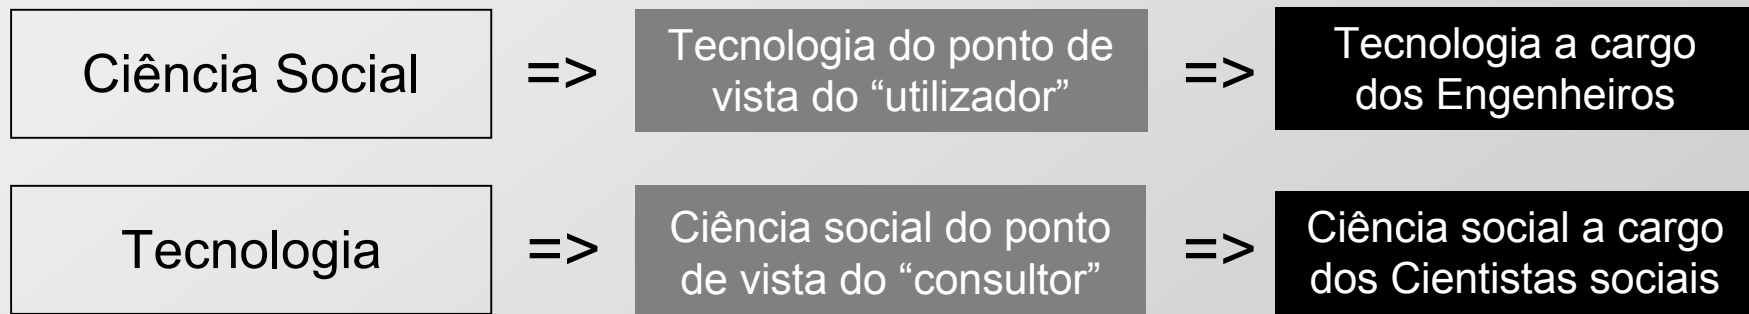 Ciência Social
=>
Tecnologia do ponto de
vista do “utilizador”
=>
Tecnologia a cargo
dos Engenheiros
Tecnologia
=>
Ciência social do ponto
de vista do “consultor”
=>
Ciência social a cargo
dos Cientistas sociais